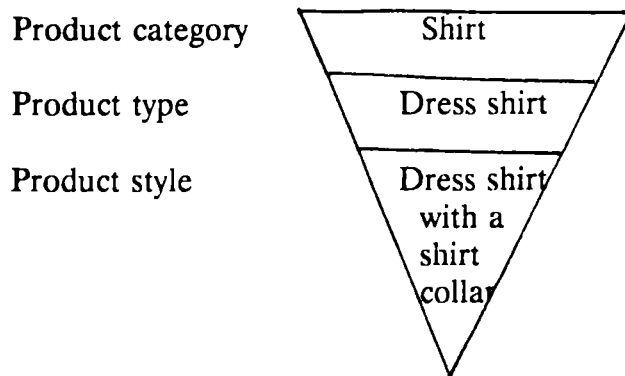 Product category Shirt
Product type Dress shirt
Product style Dress shirt
with a
shirt
collar